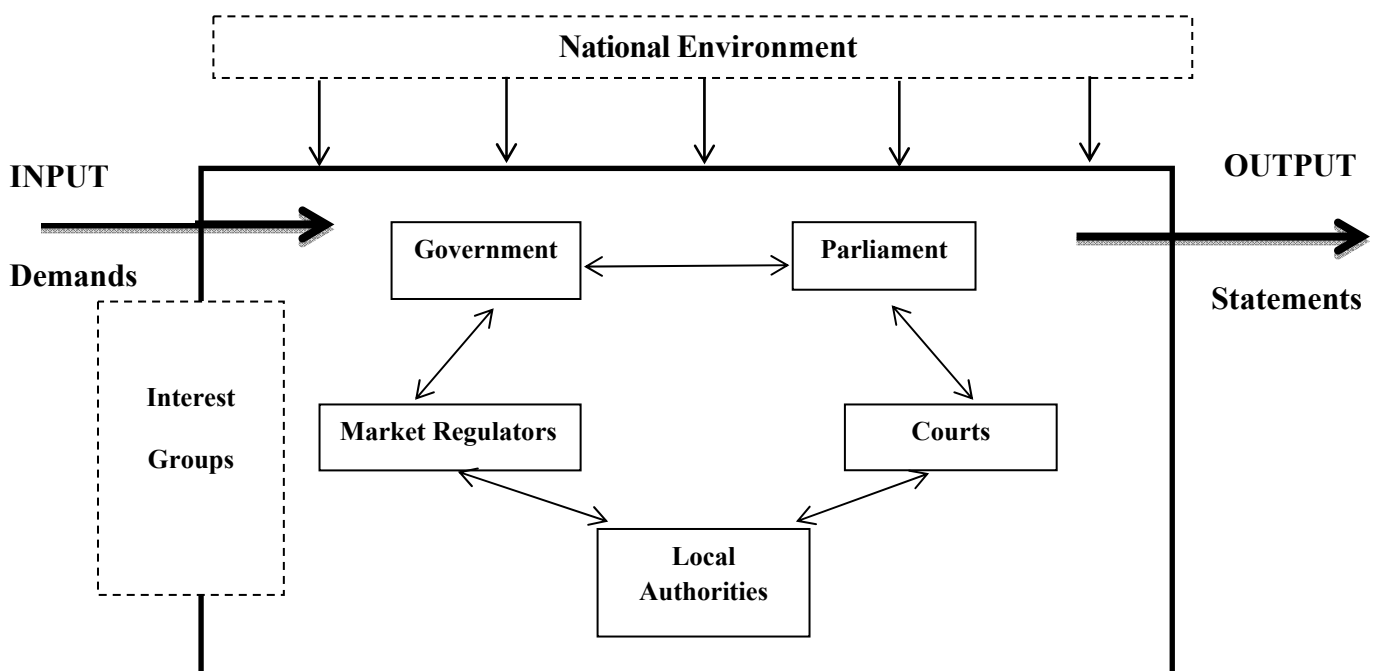 National Environment
INPUT
OUTPUT
Government
Parliament
Demands
Statements
Interest
Groups
Market Regulators
Courts
Local
Authorities